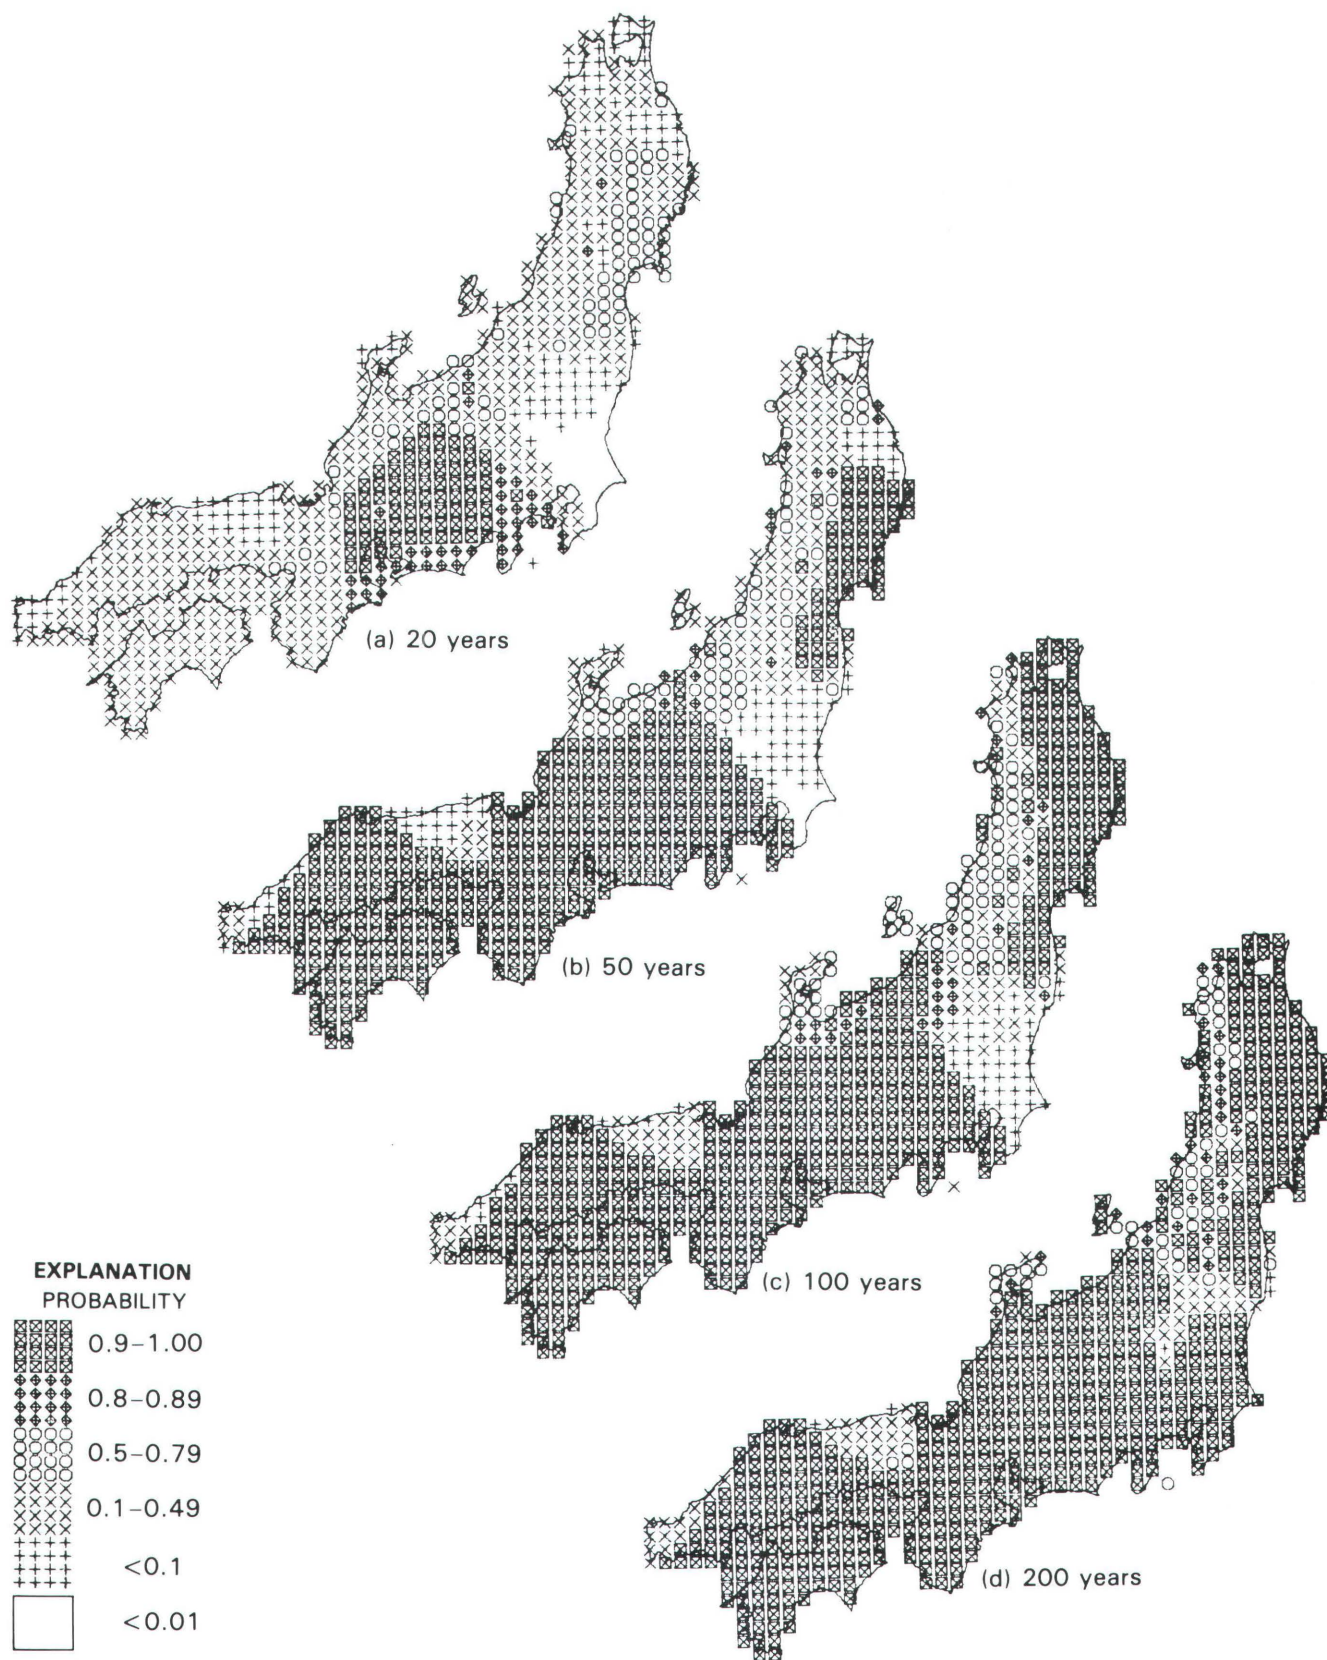 (a) 20 years
(b) 50 years
(c) 100 years
(d) 200 years
EXPLANATION
PROBABILITY
0.9–1.00
0.8–0.89
0.5–0.79
0.1–0.49
<0.1
<0.01